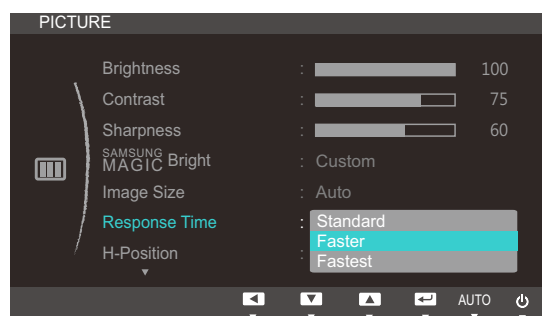 PICTURE
Brightness : 100
Contrast : 75
Sharpness : 60
SAMSUNG MAGIC Bright : Custom
Image Size : Auto
Response Time : Standard
Faster
H-Position :
Fastest
AUTO